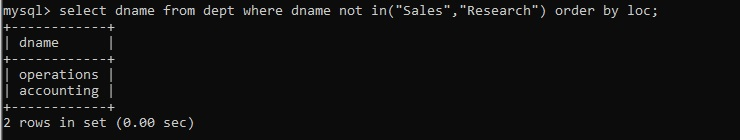 mysql> select dname from dept where dname not in("Sales","Research") order by loc;
+------------+
| dname      |
+------------+
| operations |
| accounting |
+------------+
2 rows in set (0.00 sec)